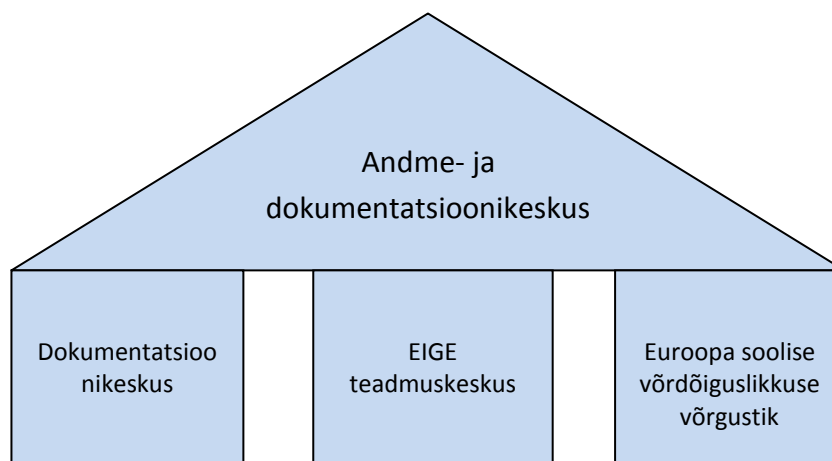 Andme- ja
dokumentatsioonikeskus
Dokumentatsioo
nikeskus
EIGE
teadmuskeskus
Euroopa soolise
võrdõiguslikkuse
võrgustik